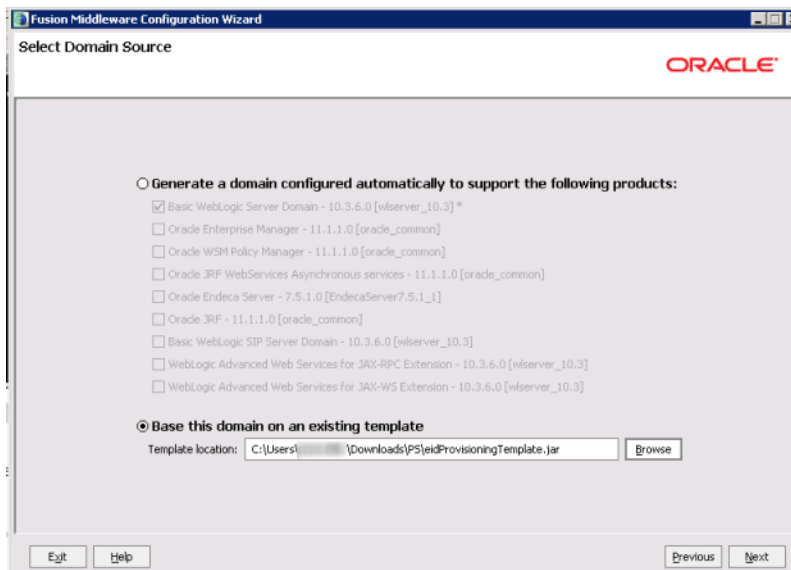 Fusion Middleware Configuration Wizard
Select Domain Source
ORACLE
Generate a domain configured automatically to support the following products:
Basic WebLogic Server Domain - 10.3.6.0 [wlserver_10.3] *
Oracle Enterprise Manager - 11.1.1.0 [oracle_common]
Oracle WSM Policy Manager - 11.1.1.0 [oracle_common]
Oracle JRF WebServices Asynchronous services - 11.1.1.0 [oracle_common]
Oracle Endeca Server - 7.5.1.0 [EndecaServer7.5.1_1]
Oracle JRF - 11.1.1.0 [oracle_common]
Basic WebLogic SIP Server Domain - 10.3.6.0 [wlserver_10.3]
WebLogic Advanced Web Services for JAX-RPC Extension - 10.3.6.0 [wlserver_10.3]
WebLogic Advanced Web Services for JAX-WS Extension - 10.3.6.0 [wlserver_10.3]
Base this domain on an existing template
Template location: C:\Users\ \Downloads\PS\eidProvisioningTemplate.jar Browse
Exit Help Previous Next